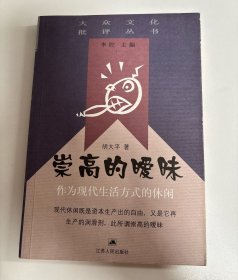 大众文化
批评丛书
李陀 主编
胡大平 著
崇高的暧昧
作为现代生活方式的休闲
现代休闲既是资本生产出的自由，又是它再
生产的润滑剂，此所谓崇高的暧昧
江苏人民出版社